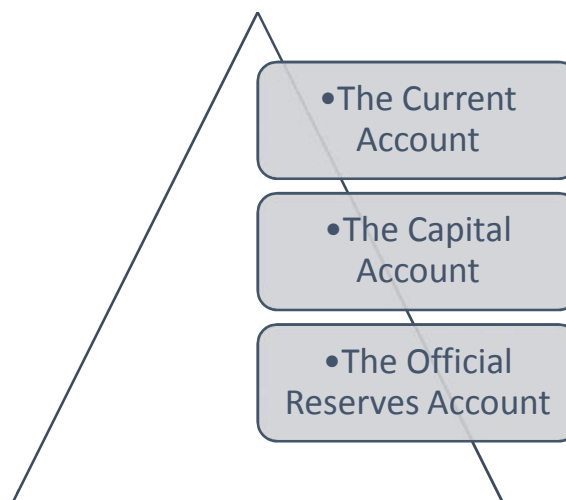 •The Current
Account
•The Capital
Account
•The Official
Reserves Account